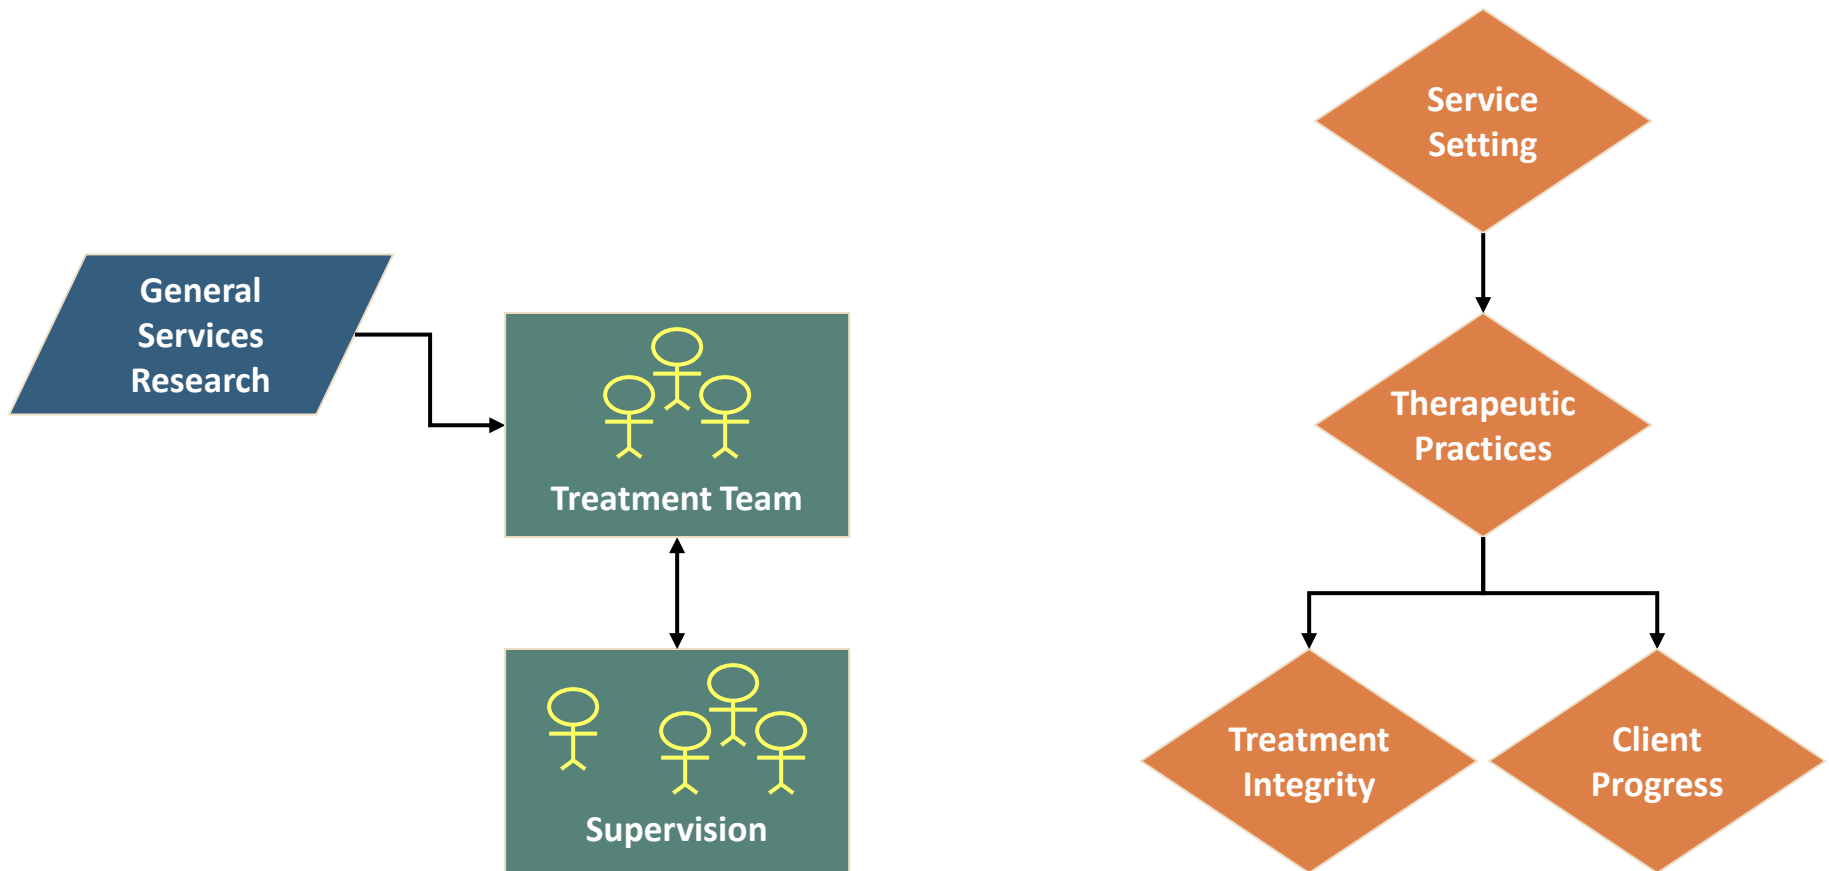 General
Services
Research
Treatment Team
Supervision
Service
Setting
Therapeutic
Practices
Treatment
Integrity
Client
Progress